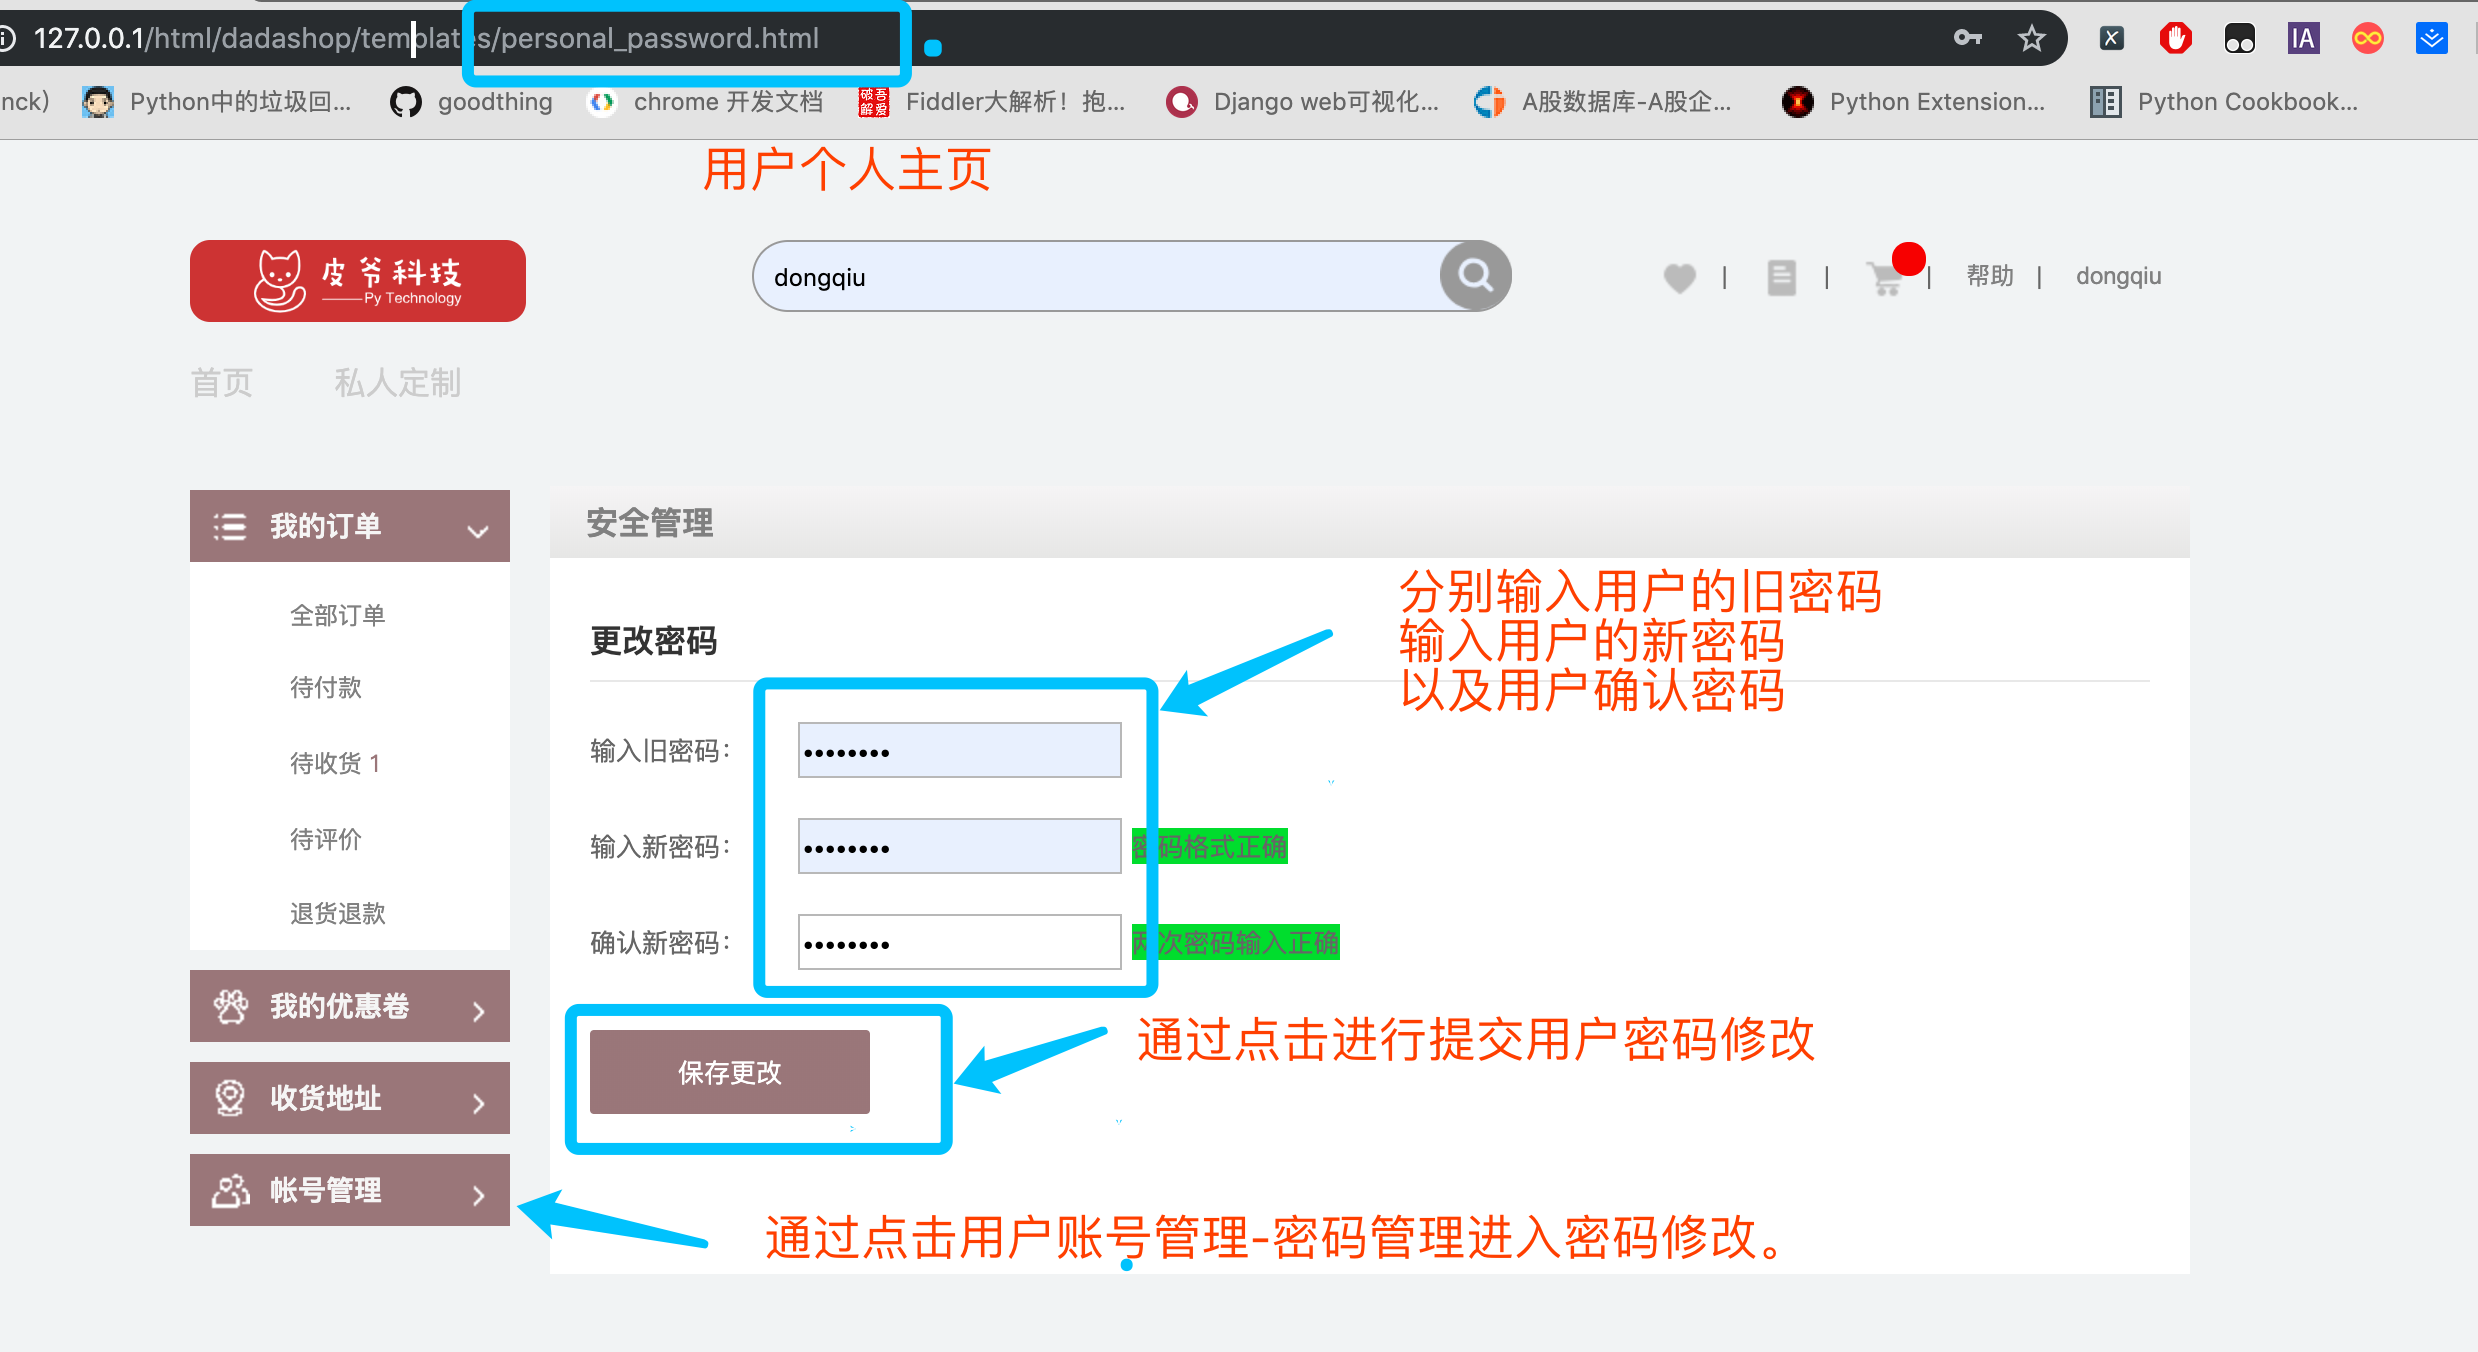 127.0.0.1/html/dadashop/templates/personal_password.html
IA
nck)
Python中的垃圾回...
goodthing
chrome 开发文档
吾爱破解
Fiddler大解析！抱...
Django web可视化...
A股数据库-A股企...
Python Extension...
Python Cookbook...
用户个人主页
皮爷科技
Py Technology
dongqiu
|
|
|
帮助
|
dongqiu
首页
私人定制
我的订单
全部订单
待付款
待收货 1
待评价
退货退款
我的优惠卷
收货地址
帐号管理
安全管理
更改密码
分别输入用户的旧密码
输入用户的新密码
以及用户确认密码
输入旧密码：
••••••••
输入新密码：
••••••••
密码格式正确
确认新密码：
••••••••
两次密码输入正确
保存更改
通过点击进行提交用户密码修改
通过点击用户账号管理-密码管理进入密码修改。